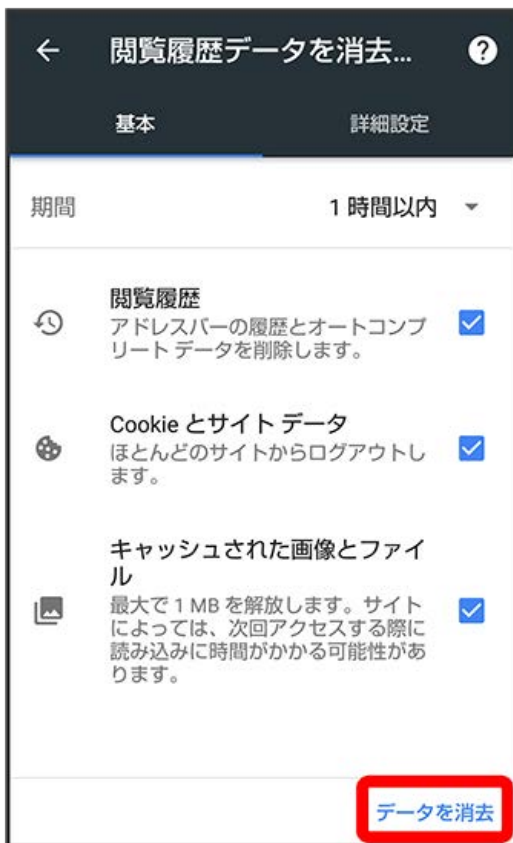 閲覧履歴データを消去...
基本
詳細設定
期間
1 時間以内
閲覧履歴
アドレスバーの履歴とオートコンプ
リート データを削除します。
Cookie とサイト データ
ほとんどのサイトからログアウトし
ます。
キャッシュされた画像とファイ
ル
最大で 1 MB を解放します。サイト
によっては、次回アクセスする際に
読み込みに時間がかかる可能性があ
ります。
データを消去